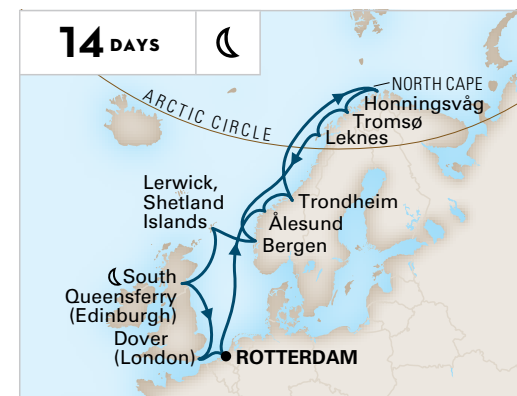 14 DAYS
ARCTIC CIRCLE
NORTH CAPE
Honningsvåg
Tromsø
Leknes
Lerwick,
Shetland
Islands
Trondheim
Ålesund
Bergen
South
Queensferry
(Edinburgh)
Dover
(London)
ROTTERDAM